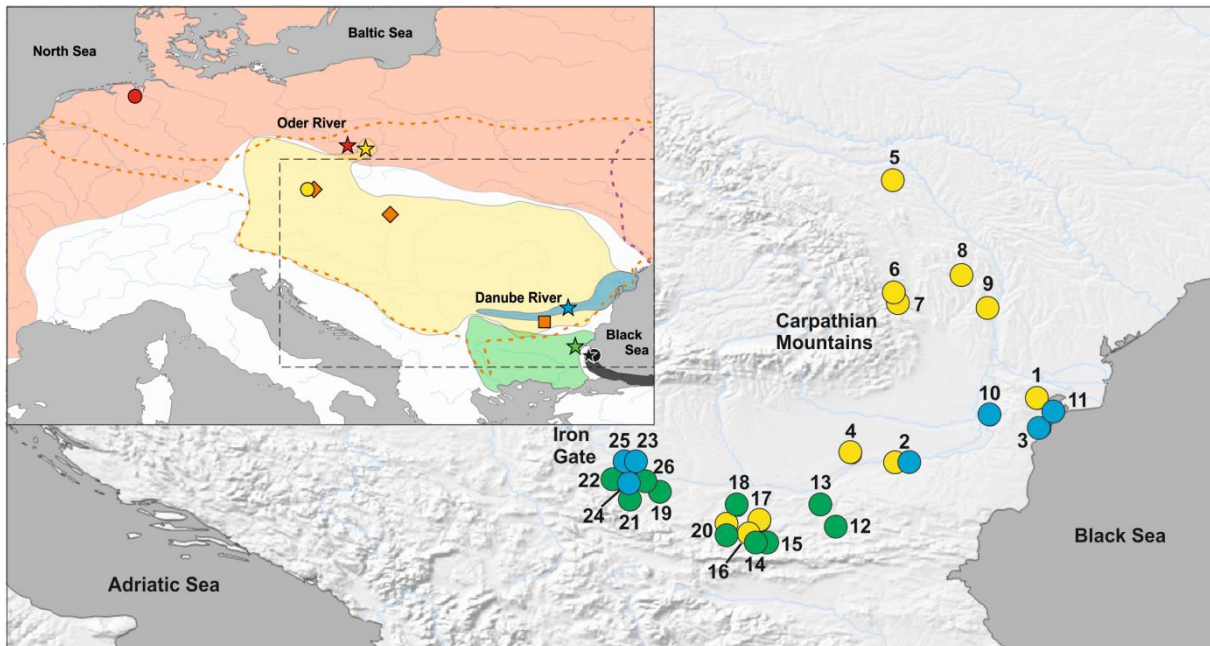 North Sea
Baltic Sea
Oder River
Danube River
Black
Sea
5
8
6
9
7
Carpathian
Mountains
1
10
11
3
4
2
Iron
Gate
25 23
22
26
24
21
19
18
17
13
20
12
16
14
15
Adriatic Sea
Black Sea